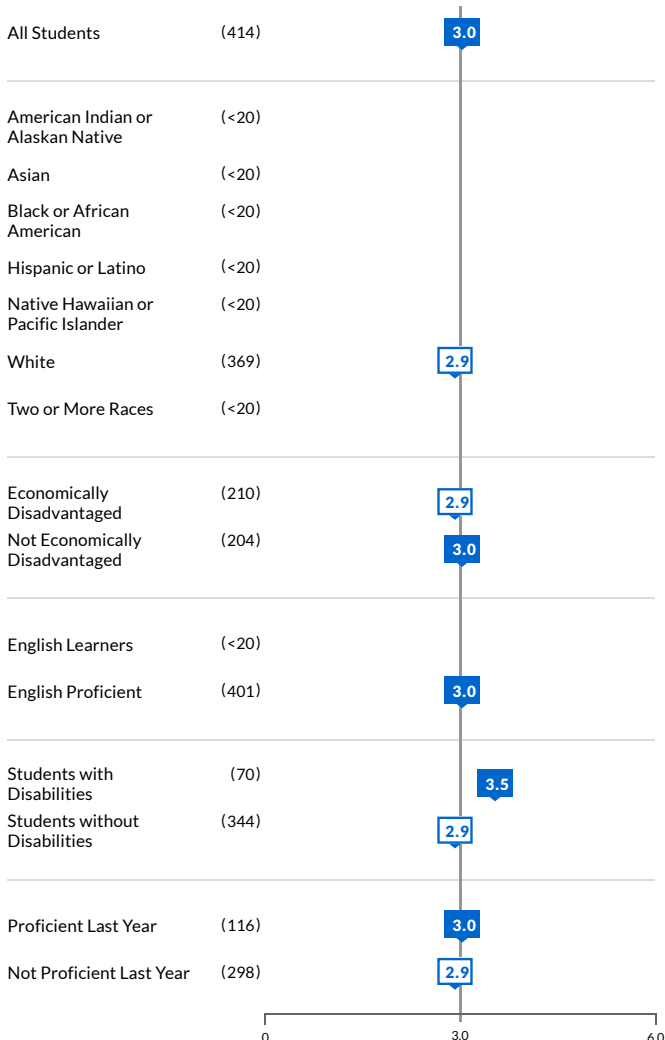 All Students (414) 3.0
American Indian or (<20)
Alaskan Native
Asian (<20)
Black or African (<20)
American
Hispanic or Latino (<20)
Native Hawaiian or (<20)
Pacific Islander
White (369) 2.9
Two or More Races (<20)
Economically (210) 2.9
Disadvantaged
Not Economically (204) 3.0
Disadvantaged
English Learners (<20)
English Proficient (401) 3.0
Students with (70) 3.5
Disabilities
Students without (344) 2.9
Disabilities
Proficient Last Year (116) 3.0
Not Proficient Last Year (298) 2.9
0 3.0 6.0